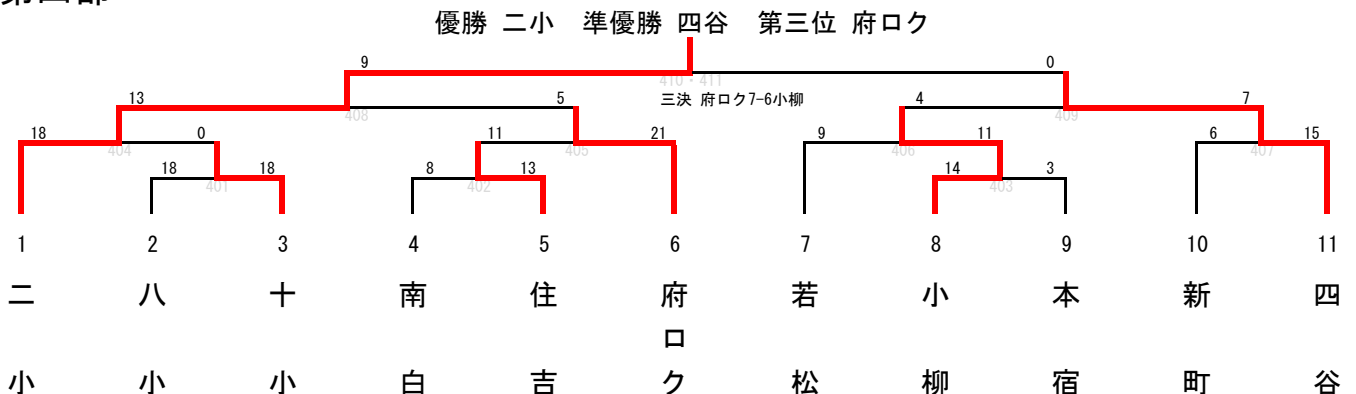 優勝 二小 準優勝 四谷 第三位 府ロク
9 0
410・411
三決 府ロク7-6小柳
13 5 4 7
408 409
18 0 11 21 9 11 6 15
404 405 406 407
18 18 8 13 14 3
401 402 403
1 2 3 4 5 6 7 8 9 10 11
二小 八小 十小 南白 住吉 府ロク 若松 小柳 本宿 新町 四谷